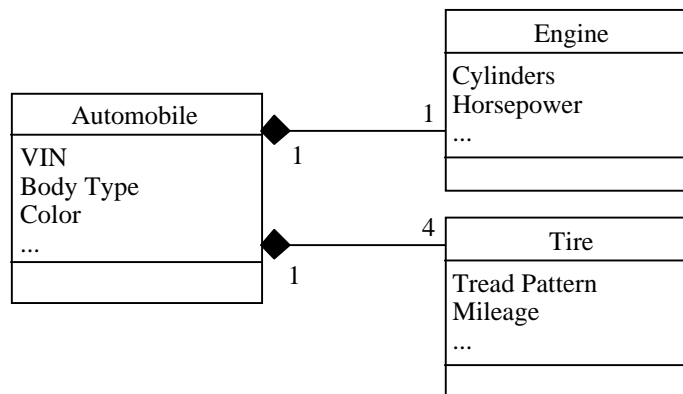 Automobile
VIN
Body Type
Color
...
1
1
1
4
Engine
Cylinders
Horsepower
...
Tire
Tread Pattern
Mileage
...